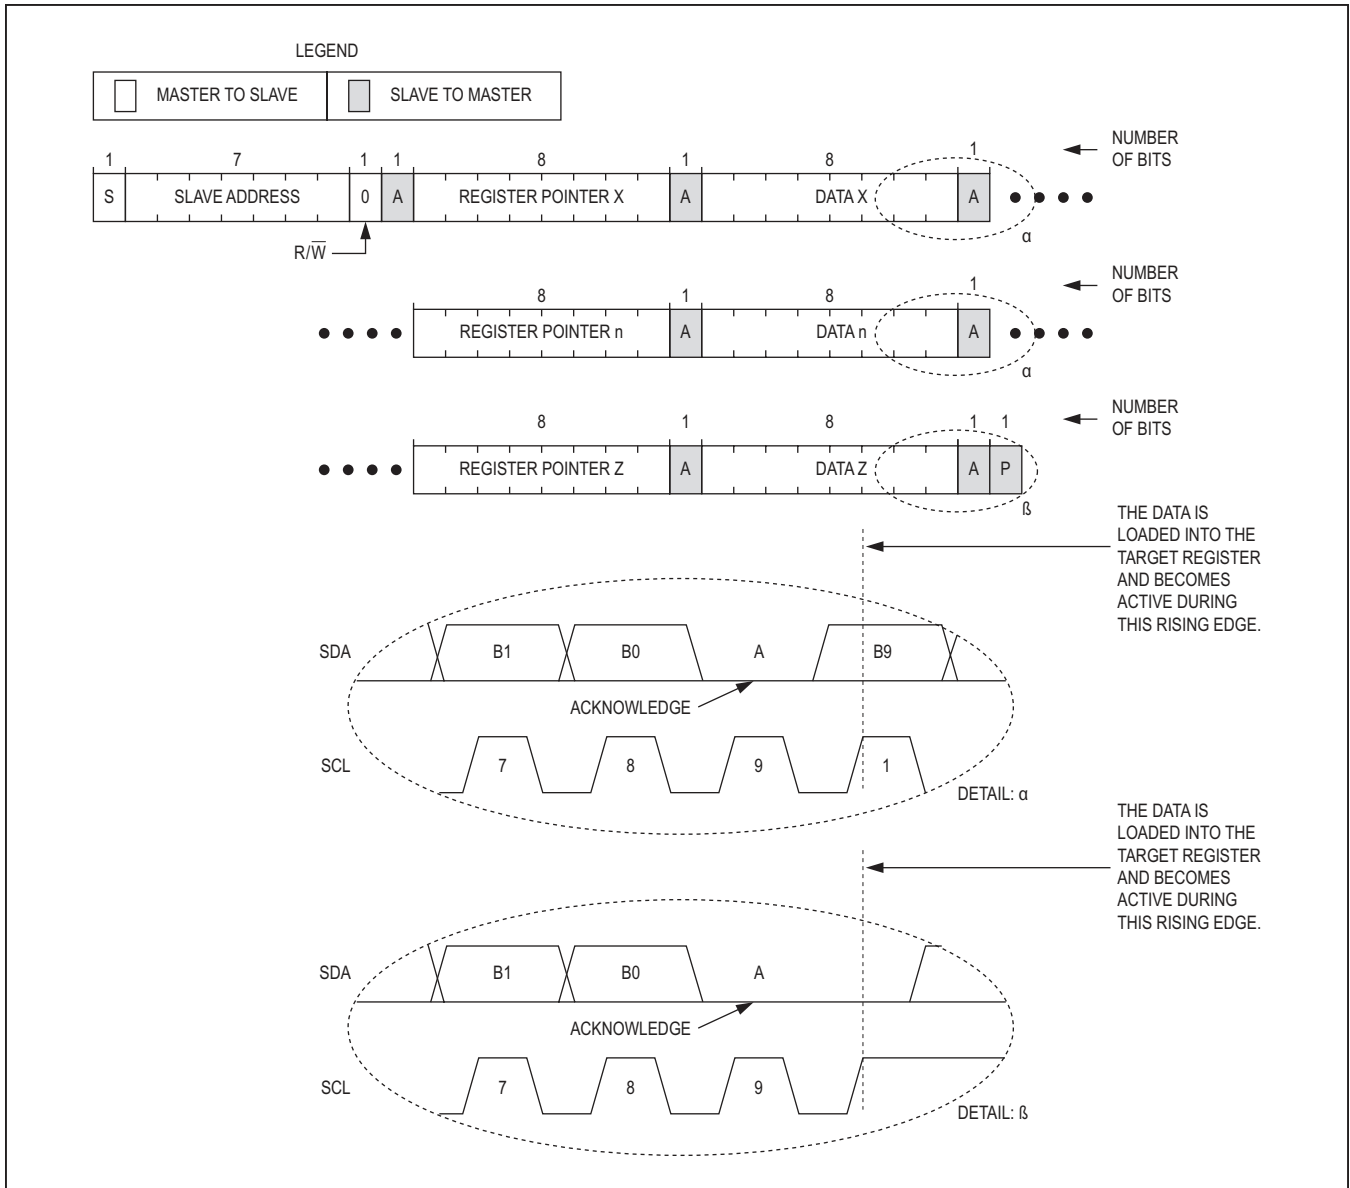 LEGEND
MASTER TO SLAVE
SLAVE TO MASTER
1 7 1 1 8 1 8 1
NUMBER
OF BITS
S SLAVE ADDRESS 0 A REGISTER POINTER X A DATA X A
α
R/W̅
8 1 8 1
NUMBER
OF BITS
REGISTER POINTER n A DATA n A
α
8 1 8 1 1
NUMBER
OF BITS
REGISTER POINTER Z A DATA Z A P
ß
THE DATA IS
LOADED INTO THE
TARGET REGISTER
AND BECOMES
ACTIVE DURING
THIS RISING EDGE.
SDA B1 B0 A B9
ACKNOWLEDGE
SCL 7 8 9 1
DETAIL: α
THE DATA IS
LOADED INTO THE
TARGET REGISTER
AND BECOMES
ACTIVE DURING
THIS RISING EDGE.
SDA B1 B0 A
ACKNOWLEDGE
SCL 7 8 9
DETAIL: ß